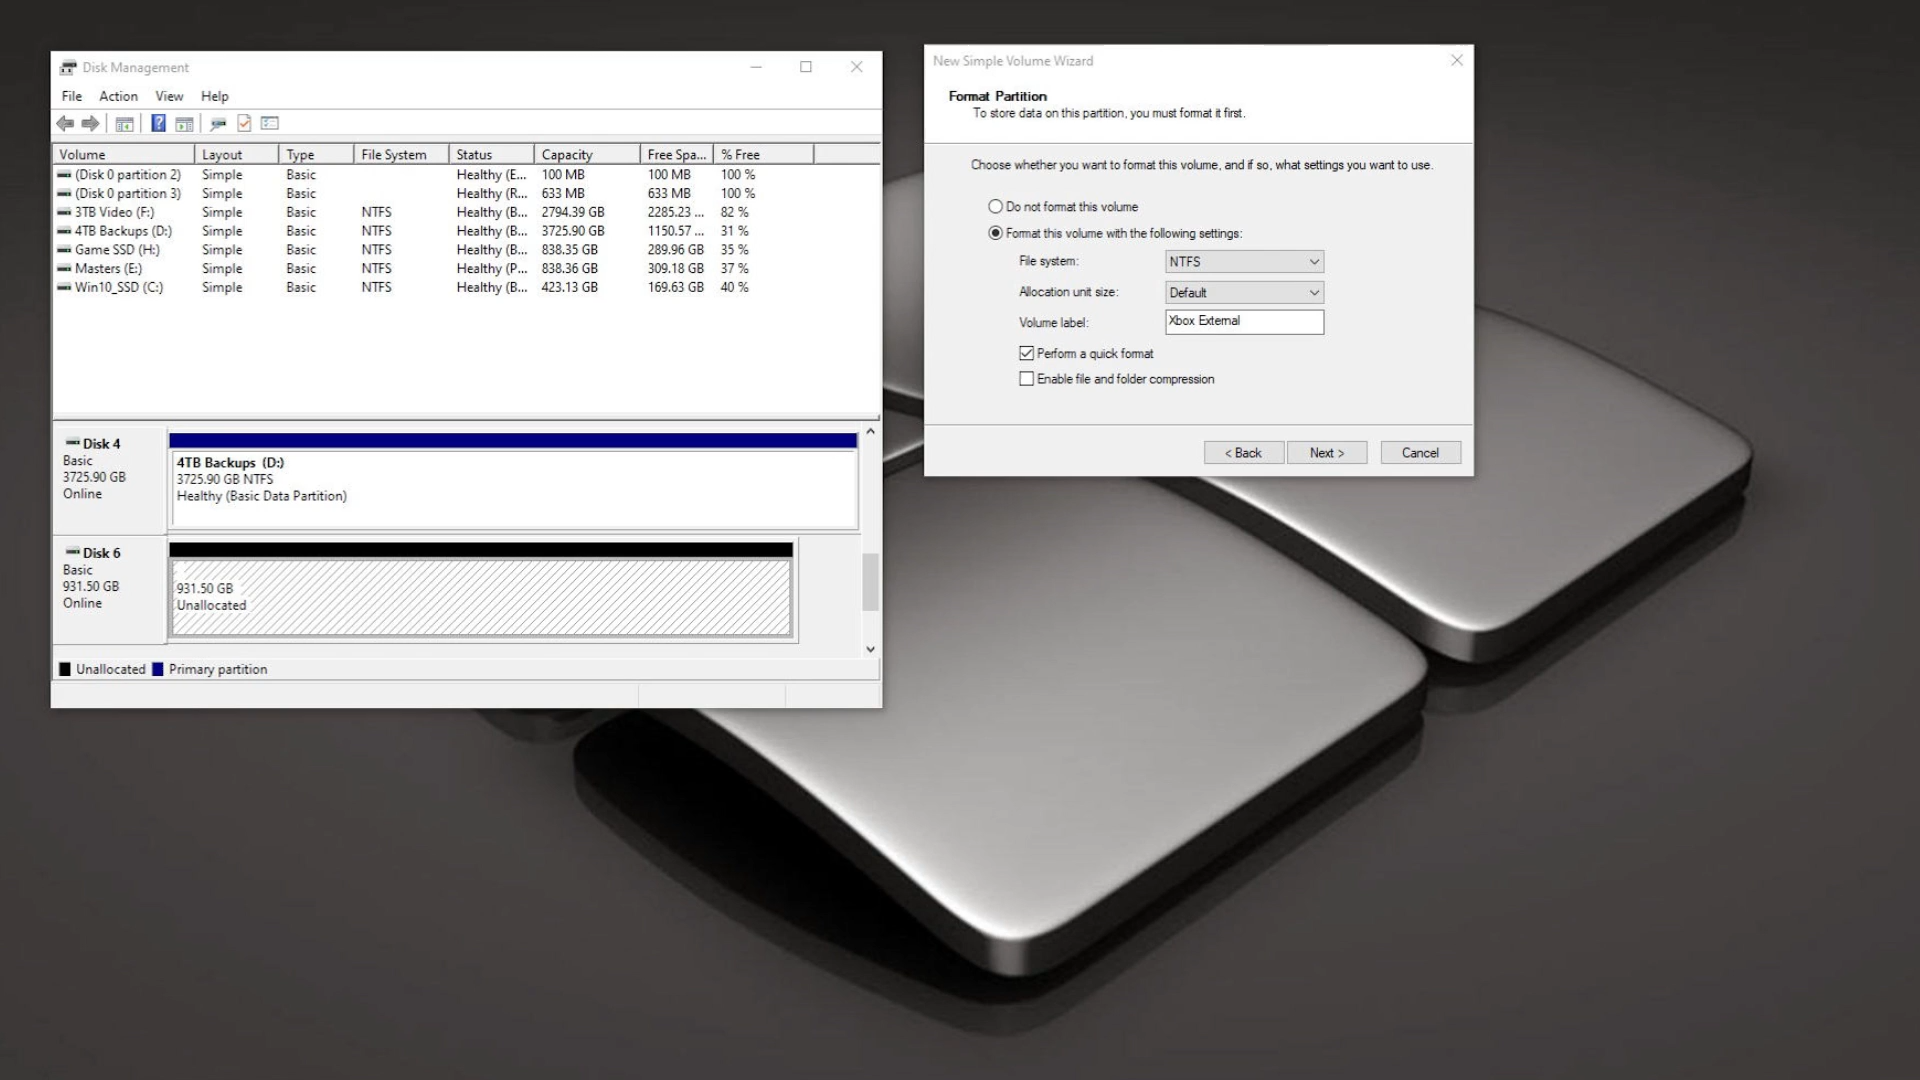 Disk Management
File Action View Help
Volume Layout Type File System Status Capacity Free Spa... % Free
(Disk 0 partition 2) Simple Basic Healthy (E... 100 MB 100 MB 100 %
(Disk 0 partition 3) Simple Basic Healthy (R... 633 MB 633 MB 100 %
3TB Video (F:) Simple Basic NTFS Healthy (B... 2794.39 GB 2285.23 ... 82 %
4TB Backups (D:) Simple Basic NTFS Healthy (B... 3725.90 GB 1150.57 ... 31 %
Game SSD (H:) Simple Basic NTFS Healthy (B... 838.35 GB 289.96 GB 35 %
Masters (E:) Simple Basic NTFS Healthy (P... 838.36 GB 309.18 GB 37 %
Win10_SSD (C:) Simple Basic NTFS Healthy (B... 423.13 GB 169.63 GB 40 %
Disk 4
Basic
3725.90 GB
Online
4TB Backups (D:)
3725.90 GB NTFS
Healthy (Basic Data Partition)
Disk 6
Basic
931.50 GB
Online
931.50 GB
Unallocated
Unallocated Primary partition
New Simple Volume Wizard
Format Partition
To store data on this partition, you must format it first.
Choose whether you want to format this volume, and if so, what settings you want to use.
Do not format this volume
Format this volume with the following settings:
File system: NTFS
Allocation unit size: Default
Volume label: Xbox External
Perform a quick format
Enable file and folder compression
< Back Next > Cancel